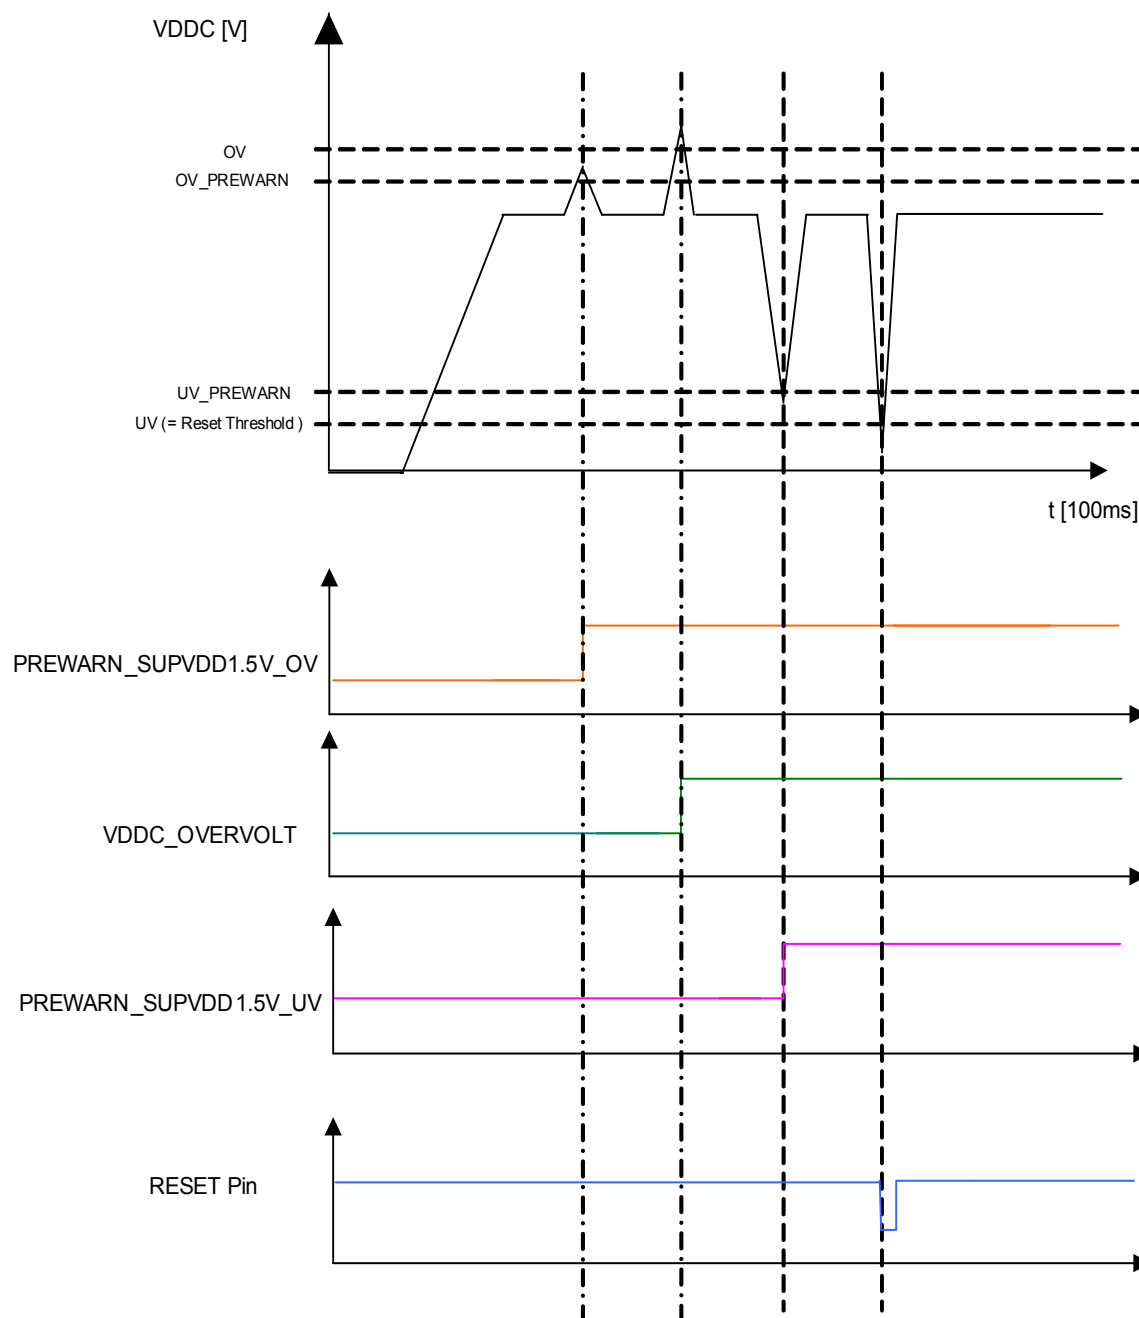 VDDC [V]
OV
OV_PREWARN
UV_PREWARN
UV (= Reset Threshold )
t [100ms]
PREWARN_SUPVDD1.5V_OV
VDDC_OVERVOLT
PREWARN_SUPVDD1.5V_UV
RESET Pin